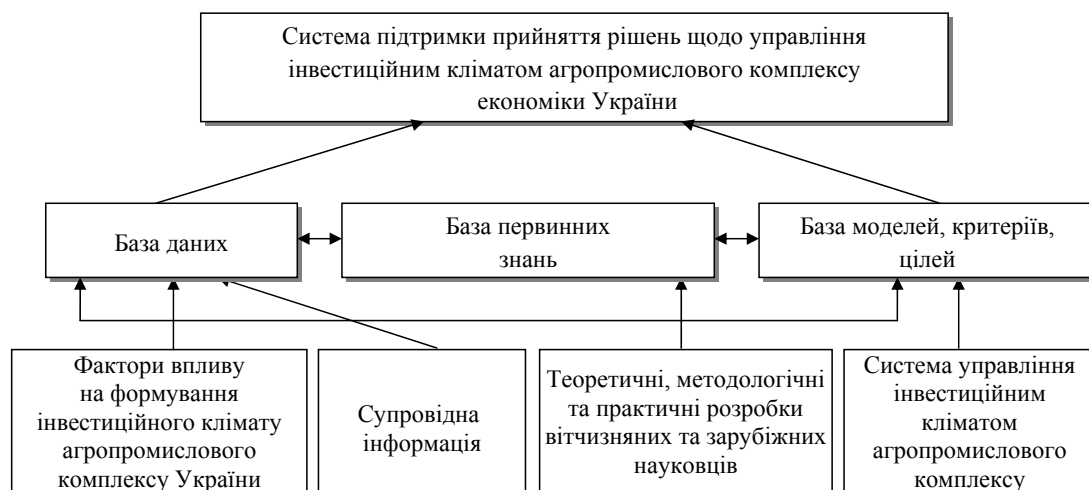 Система підтримки прийняття рішень щодо управління
інвестиційним кліматом агропромислового комплексу
економіки України
База даних
База первинних
знань
База моделей, критеріїв,
цілей
Фактори впливу
на формування
інвестиційного клімату
агропромислового
комплексу України
Супровідна
інформація
Теоретичні, методологічні
та практичні розробки
вітчизняних та зарубіжних
науковців
Система управління
інвестиційним
кліматом
агропромислового
комплексу